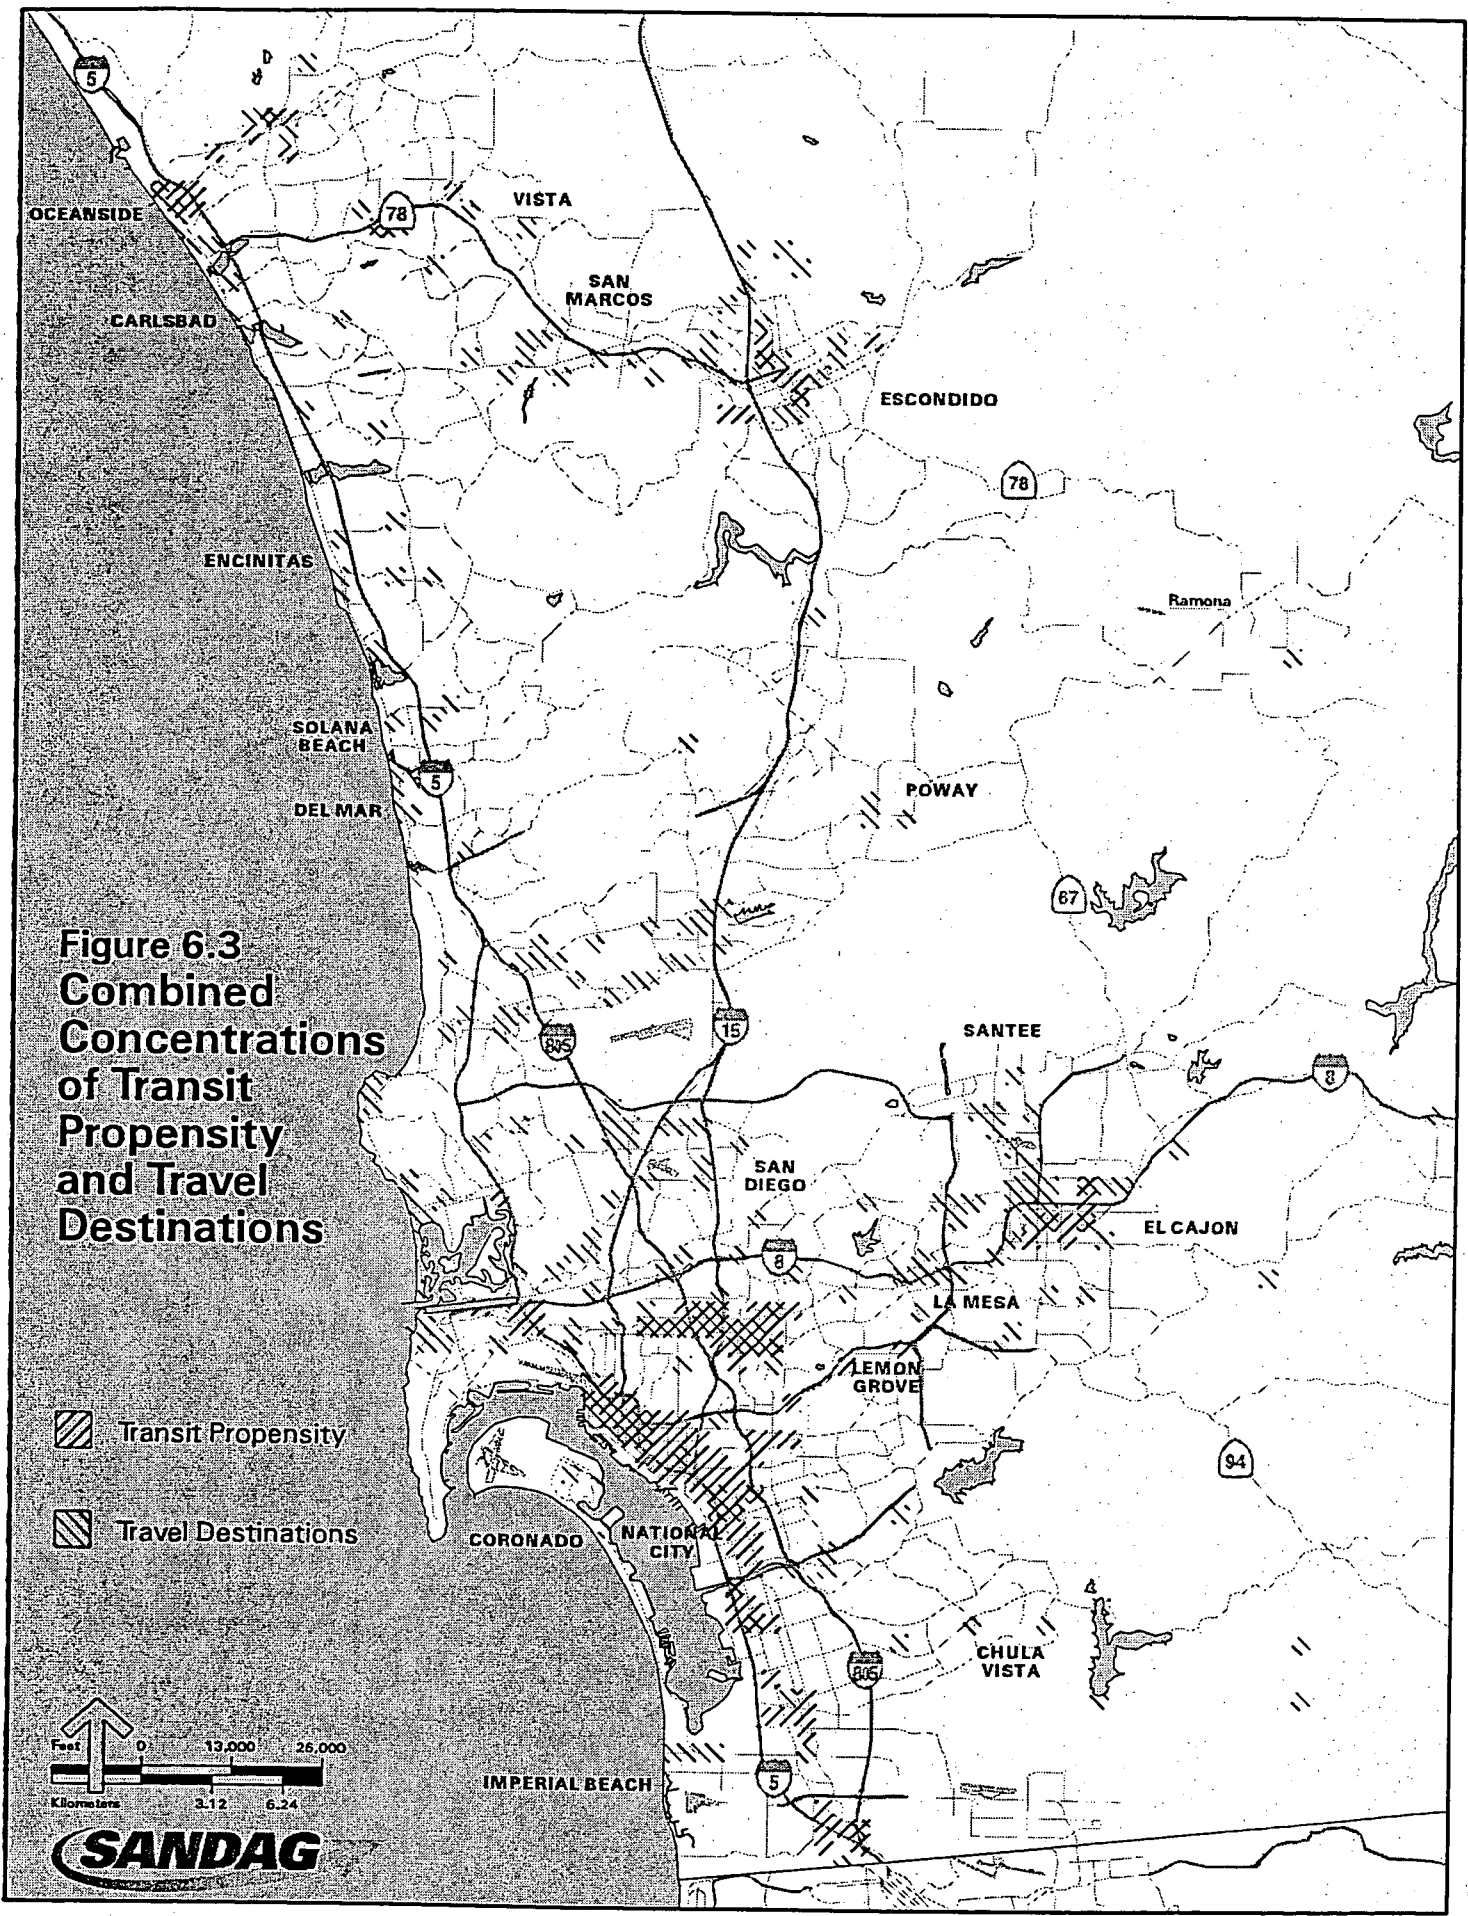 5
OCEANSIDE
78
VISTA
SAN
MARCOS
CARLSBAD
ESCONDIDO
78
ENCINITAS
Ramona
SOLANA
BEACH
5
DEL MAR
POWAY
67
Figure 6.3
Combined
Concentrations
of Transit
Propensity
and Travel
Destinations
805
15
SANTEE
8
SAN
DIEGO
EL CAJON
8
LA MESA
LEMON
GROVE
Transit Propensity
94
Travel Destinations
CORONADO
NATIONAL
CITY
CHULA
VISTA
805
Feet 0 13,000 26,000
Kilometers 3.12 6.24
IMPERIAL BEACH
5
SANDAG